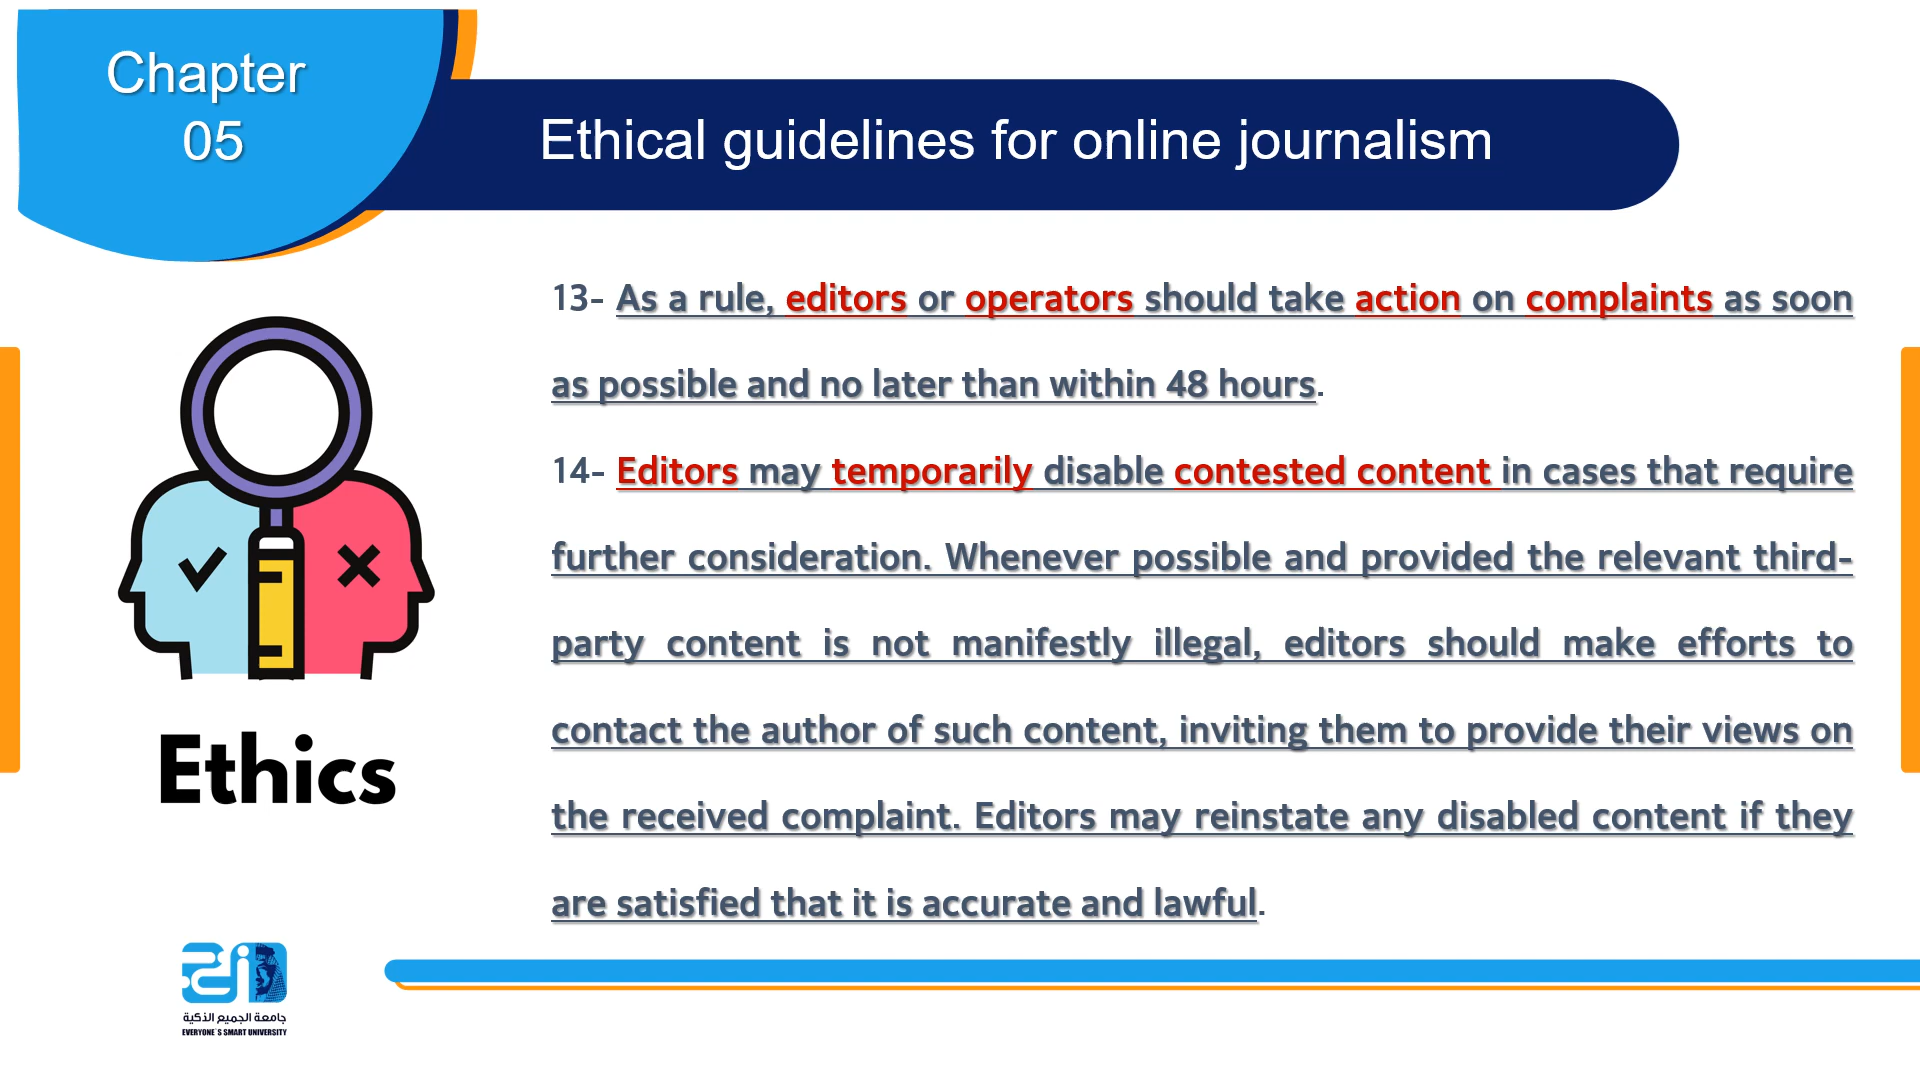 Chapter
05
Ethical guidelines for online journalism
13- As a rule, editors or operators should take action on complaints as soon
as possible and no later than within 48 hours.
14- Editors may temporarily disable contested content in cases that require
further consideration. Whenever possible and provided the relevant third-
party content is not manifestly illegal, editors should make efforts to
contact the author of such content, inviting them to provide their views on
the received complaint. Editors may reinstate any disabled content if they
are satisfied that it is accurate and lawful.
Ethics
جامعة الجميع الذكية
EVERYONE`S SMART UNIVERSITY